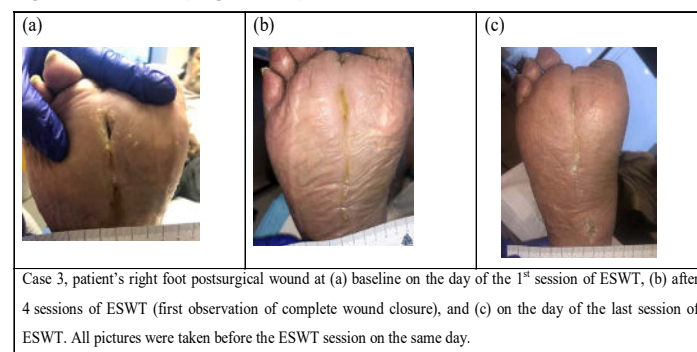 (a)
(b)
(c)
Case 3, patient's right foot postsurgical wound at (a) baseline on the day of the 1st session of ESWT, (b) after
4 sessions of ESWT (first observation of complete wound closure), and (c) on the day of the last session of
ESWT. All pictures were taken before the ESWT session on the same day.